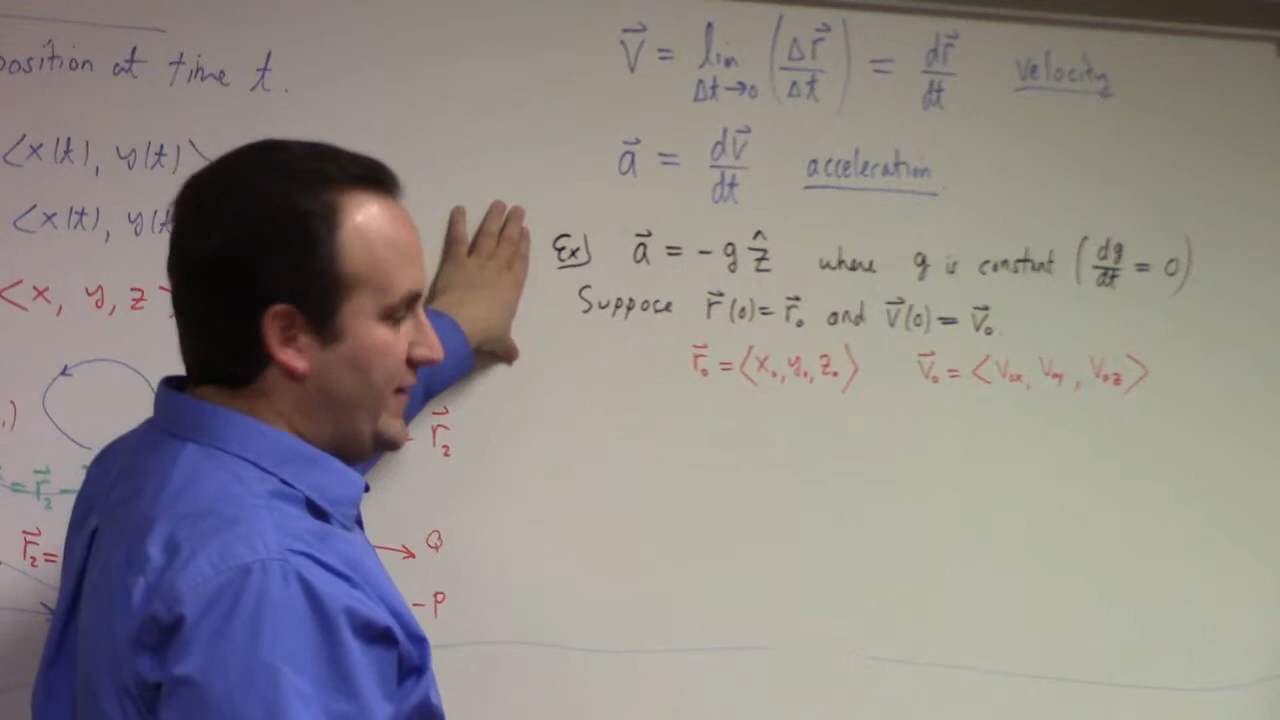 position at time t.
<x(t), y(t)>
<x(t), y(t)
<x, y, z>
.)
r⃗₂
= r⃗₂ –
r⃗₂ =
Q
– P
v⃗ = lim Δt→0 (Δr⃗/Δt) = dr⃗/dt velocity
a⃗ = dv⃗/dt acceleration
Ex) a⃗ = -g ẑ where g is constant (dg/dt = 0)
Suppose r⃗(0) = r⃗₀ and v⃗(0) = v⃗₀.
r⃗₀ = <x₀, y₀, z₀> v⃗₀ = <v₀ₓ, v₀y, v₀z>